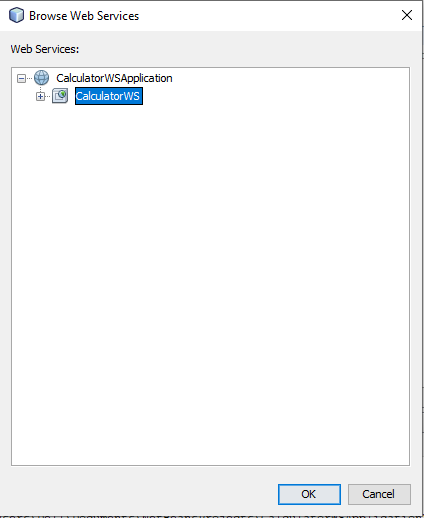 Browse Web Services
Web Services:
CalculatorWSApplication
CalculatorWS
OK
Cancel